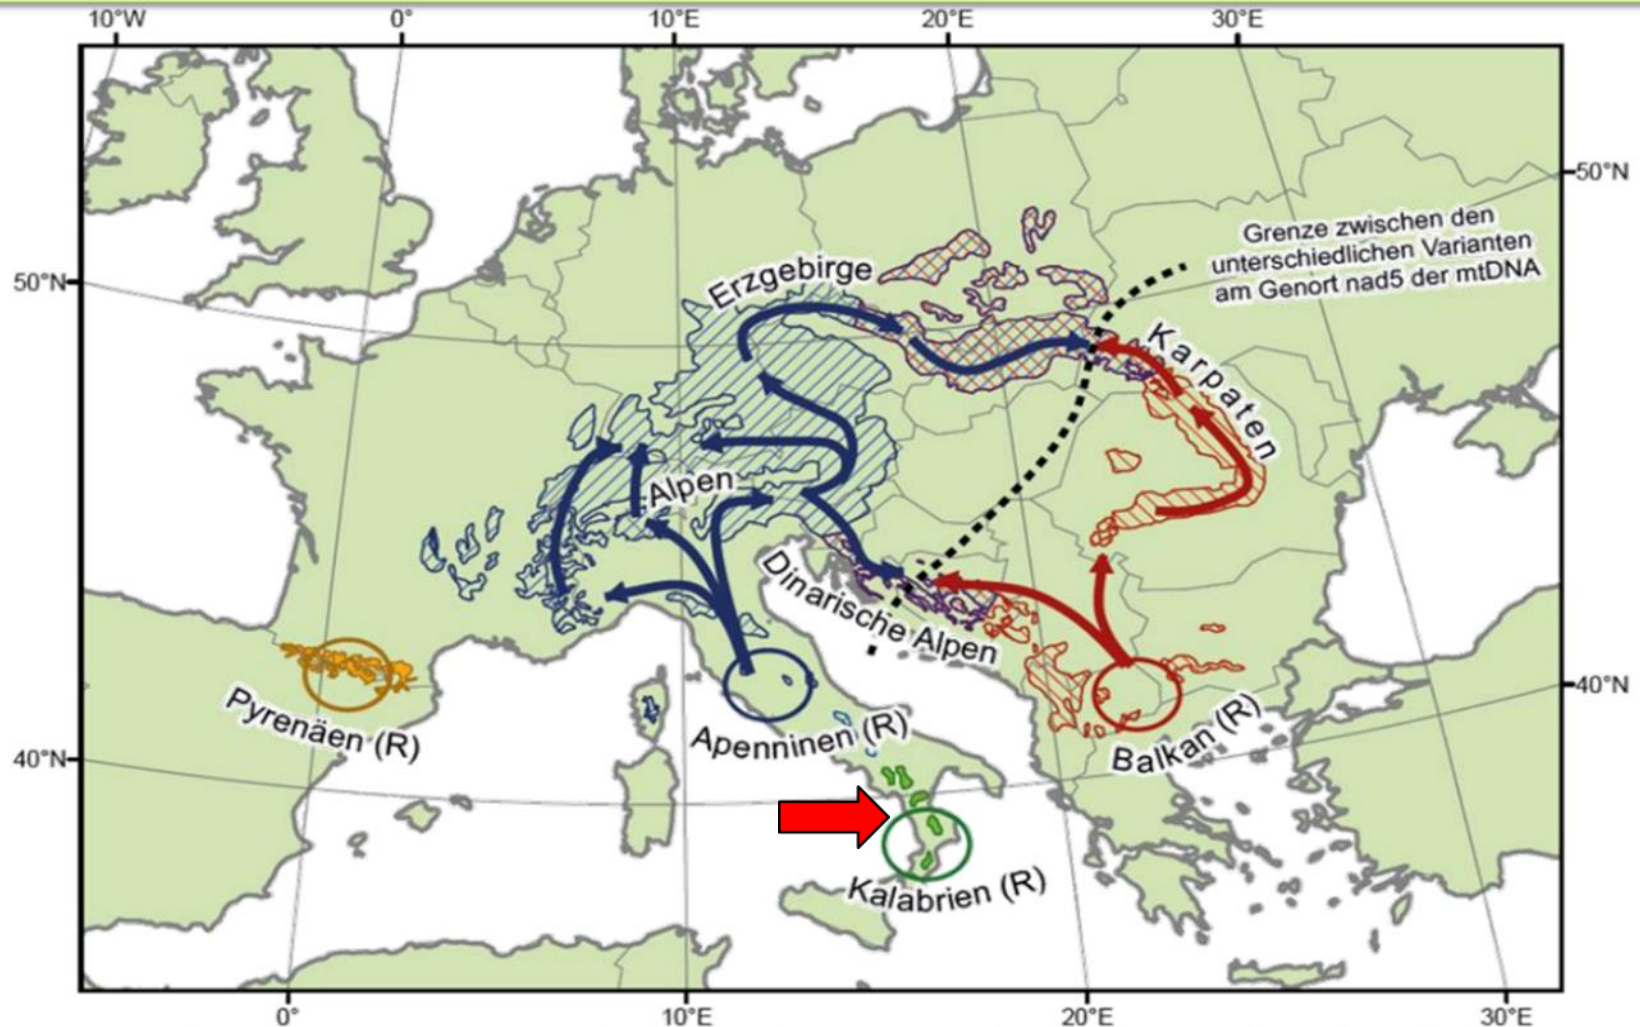 10°W 0° 10°E 20°E 30°E
50°N
Grenze zwischen den
unterschiedlichen Varianten
am Genort nad5 der mtDNA
50°N
Erzgebirge
Karpaten
Alpen
Dinarische Alpen
40°N
Pyrenäen (R)
Apenninen (R)
Balkan (R)
40°N
Kalabrien (R)
0° 10°E 20°E 30°E